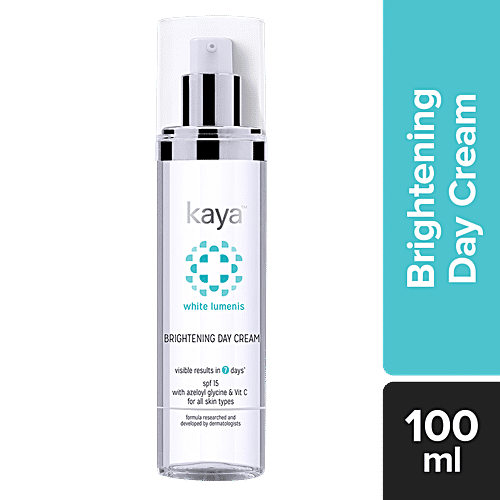 kaya™
white lumenis
BRIGHTENING DAY CREAM
visible results in 7 days*
spf 15
with azeloyl glycine & Vit C
for all skin types
formula researched and
developed by dermatologists
Brightening
Day Cream
100
ml